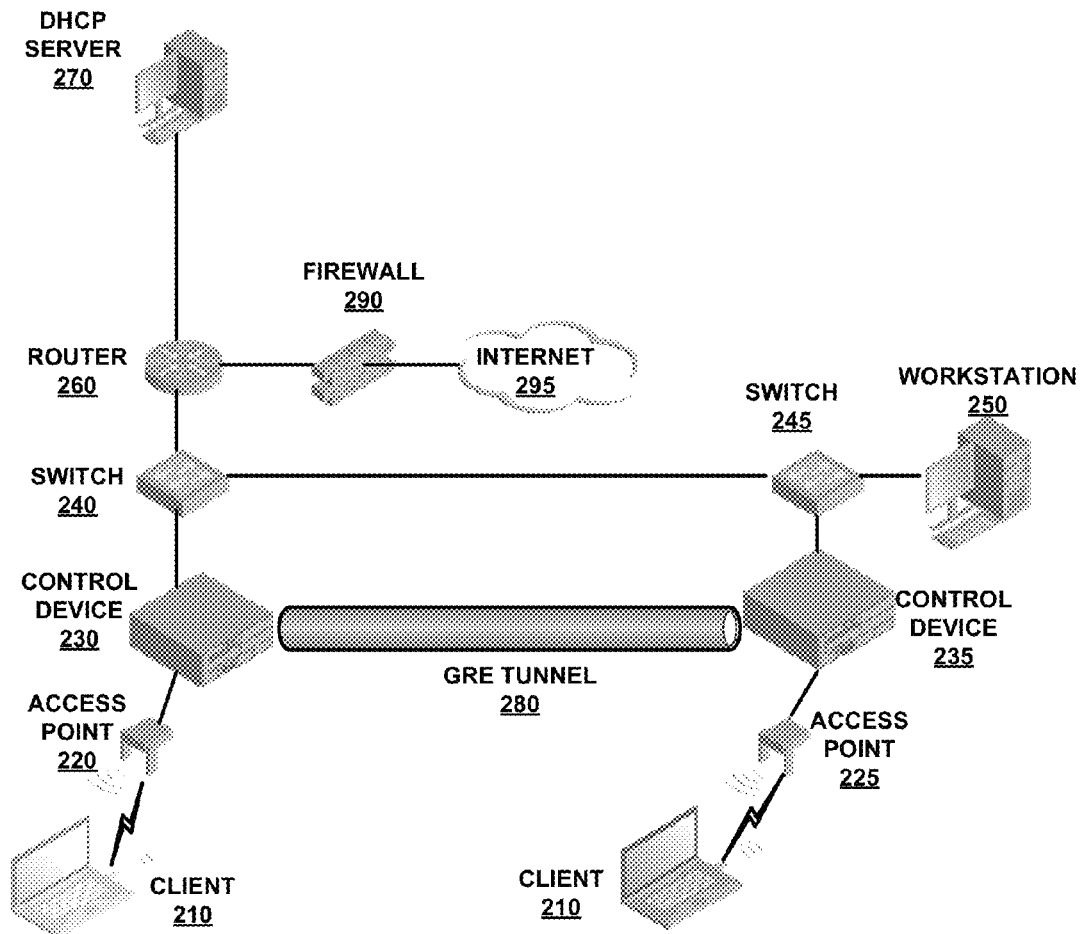 DHCP
SERVER
270
FIREWALL
290
ROUTER
260
INTERNET
295
SWITCH
245
WORKSTATION
250
SWITCH
240
CONTROL
DEVICE
230
CONTROL
DEVICE
235
GRE TUNNEL
280
ACCESS
POINT
220
ACCESS
POINT
225
CLIENT
210
CLIENT
210